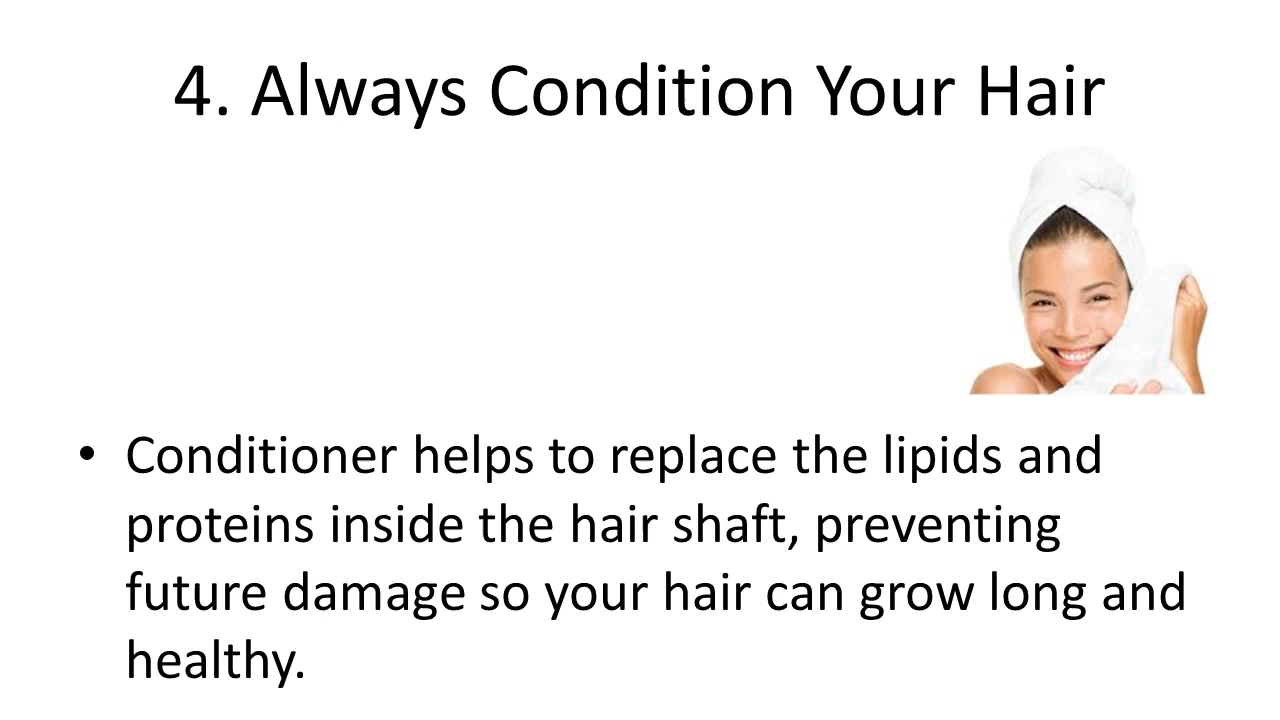 4. Always Condition Your Hair
• Conditioner helps to replace the lipids and
proteins inside the hair shaft, preventing
future damage so your hair can grow long and
healthy.